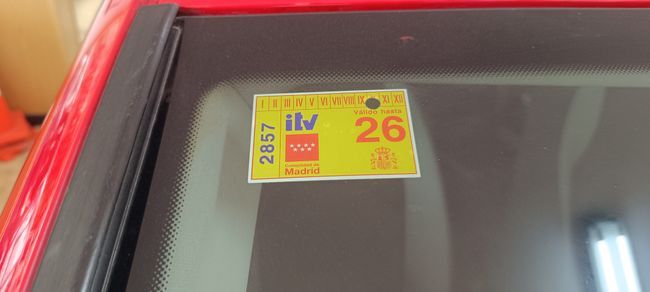 I II III IV V VI VII VIII IX XI XII
2857
itv
Válido hasta
26
Comunidad de
Madrid